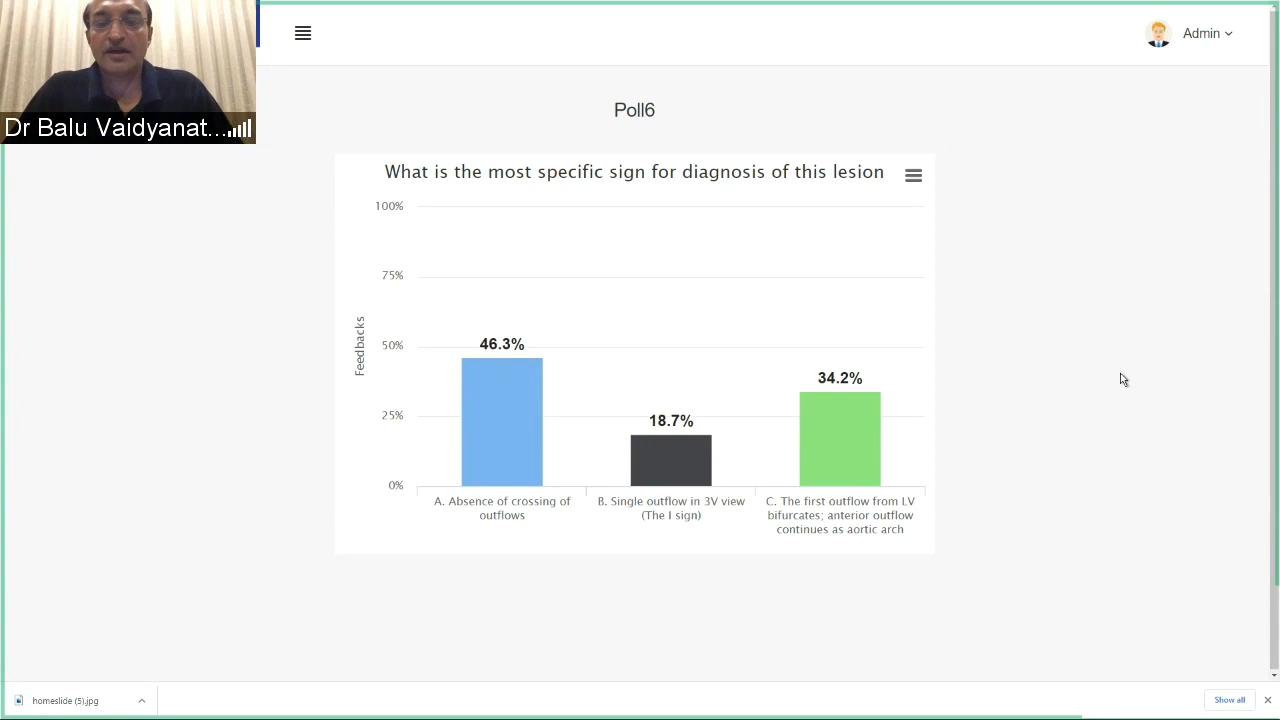 Dr Balu Vaidyanat...
Admin
Poll6
What is the most specific sign for diagnosis of this lesion
100%
75%
50%
25%
0%
Feedbacks
46.3%
18.7%
34.2%
A. Absence of crossing of
outflows
B. Single outflow in 3V view
(The I sign)
C. The first outflow from LV
bifurcates; anterior outflow
continues as aortic arch
homeslide (5).jpg
Show all